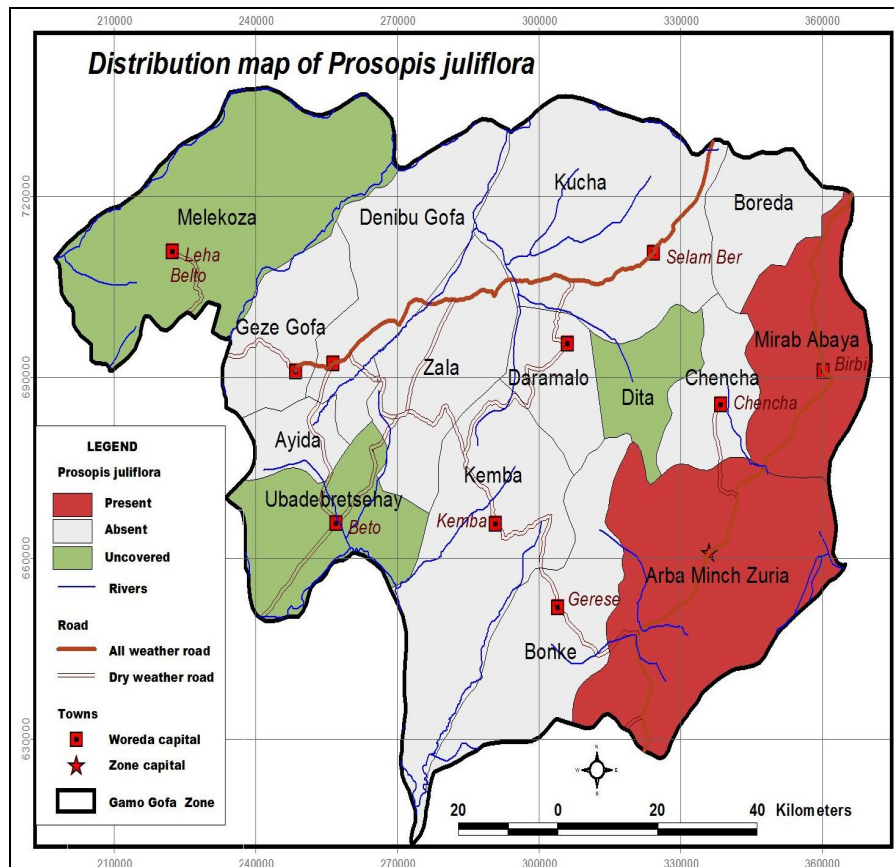 Distribution map of Prosopis juliflora
210000 240000 270000 300000 330000 360000
720000
690000
660000
630000
720000
690000
660000
630000
Kucha
Melekoza
Denibu Gofa
Boreda
Leha
Belto
Selam Ber
Geze Gofa
Zala
Daramalo
Mirab Abaya
Birbi
Dita
Chencha
Chencha
Ayida
Kemba
Ubadebretsehay
Beto
Kemba
Arba Minch Zuria
Gerese
Bonke
LEGEND
Prosopis juliflora
Present
Absent
Uncovered
Rivers
Road
All weather road
Dry weather road
Towns
Woreda capital
Zone capital
Gamo Gofa Zone
N
W E
S
20 0 20 40 Kilometers
210000 240000 270000 300000 330000 360000